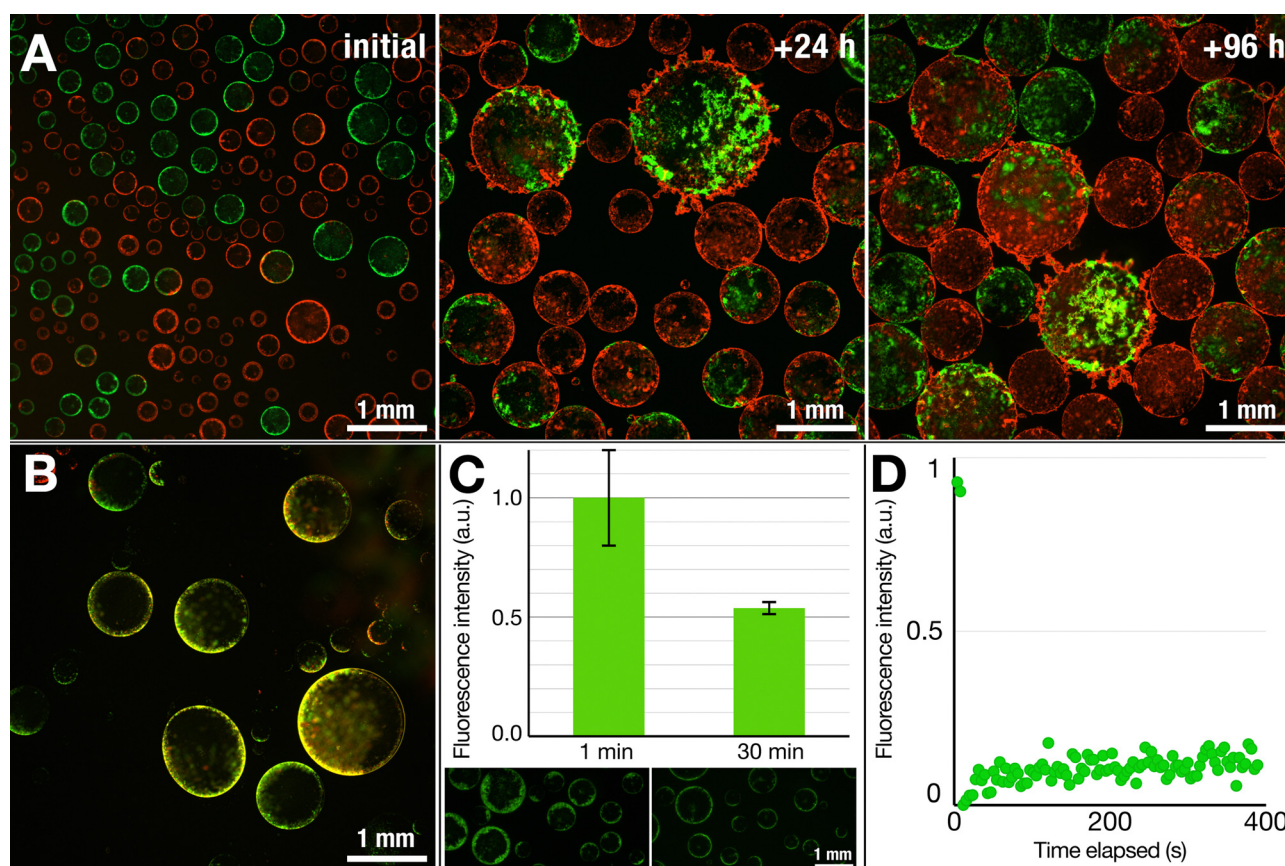 A
initial
+24 h
+96 h
1 mm
1 mm
1 mm
B
1 mm
C
Fluorescence intensity (a.u.)
1.0
0.5
0.0
1 min
30 min
1 mm
D
Fluorescence intensity (a.u.)
1
0.5
0
0
200
400
Time elapsed (s)